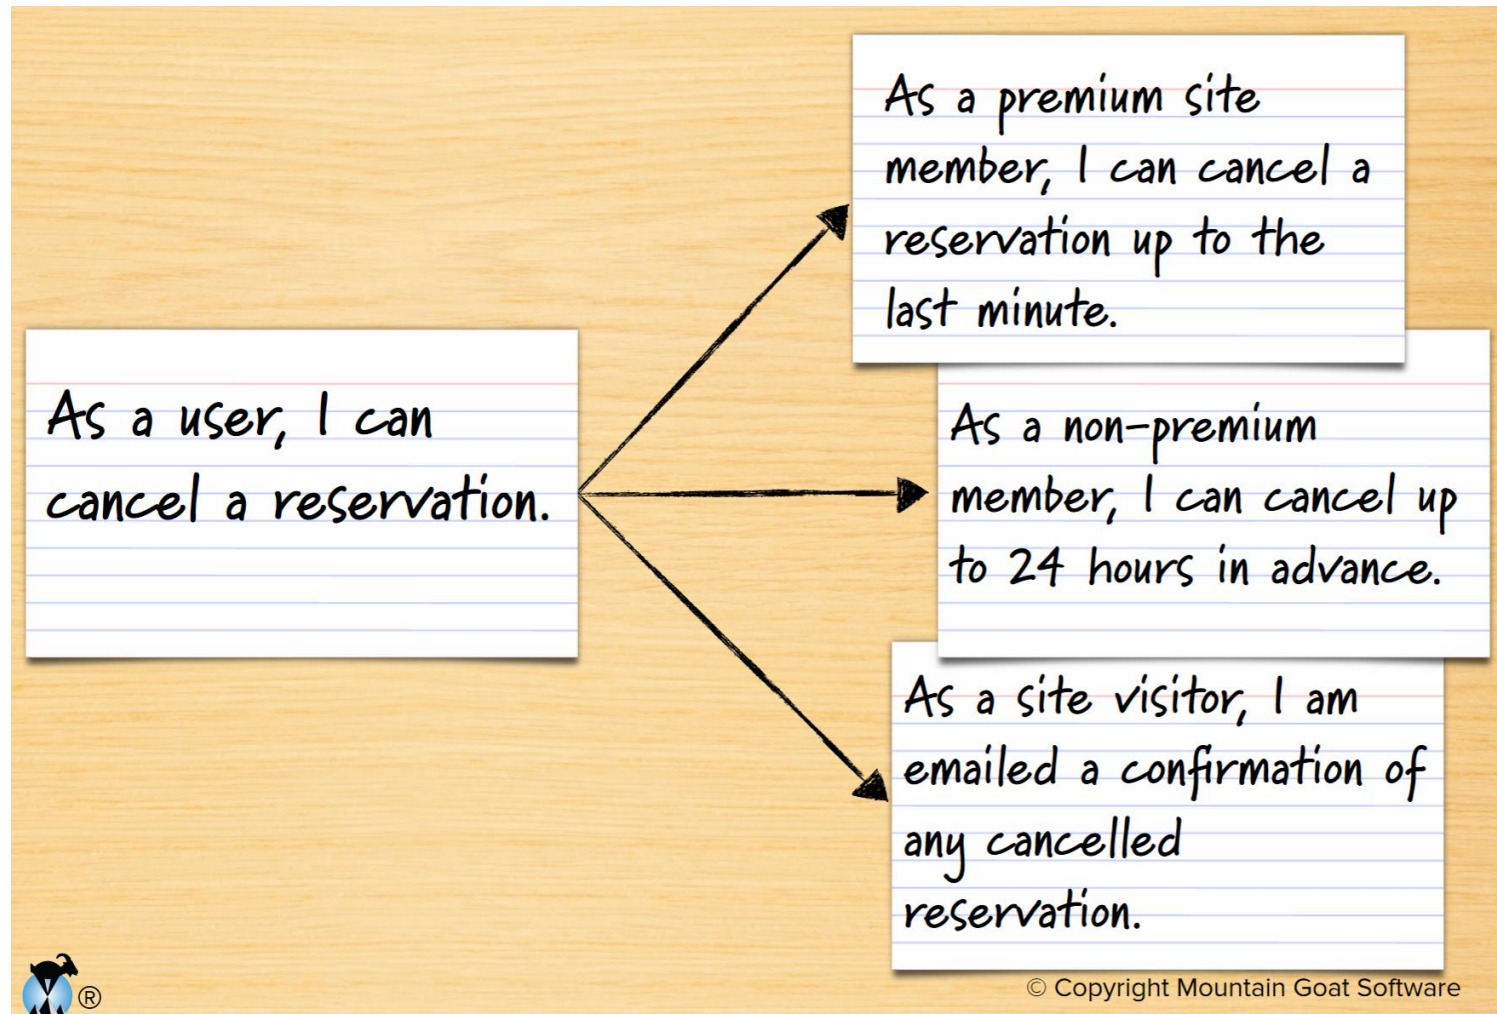 As a user, I can
cancel a reservation.
As a premium site
member, I can cancel a
reservation up to the
last minute.
As a non-premium
member, I can cancel up
to 24 hours in advance.
As a site visitor, I am
emailed a confirmation of
any cancelled
reservation.
®
© Copyright Mountain Goat Software